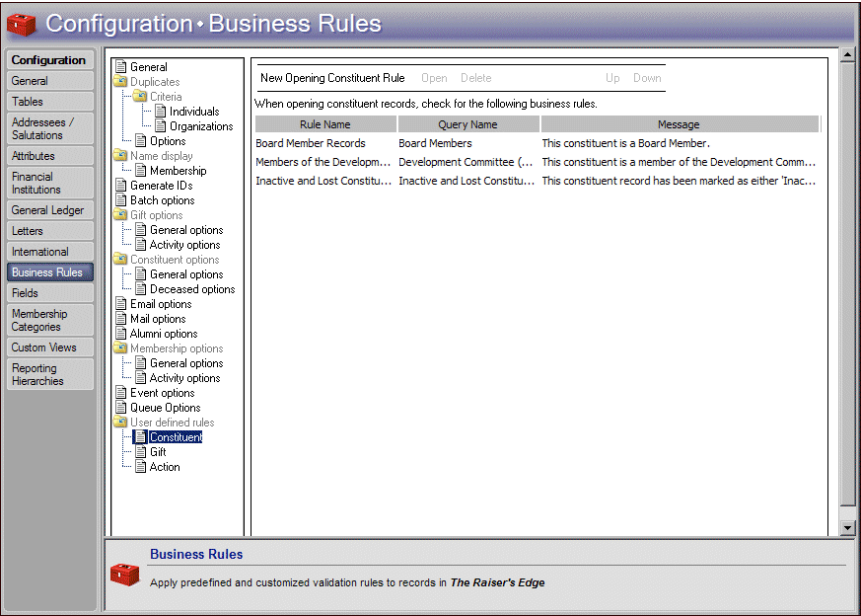 Configuration · Business Rules
Configuration
General
Tables
Addressees /
Salutations
Attributes
Financial
Institutions
General Ledger
Letters
International
Business Rules
Fields
Membership
Categories
Custom Views
Reporting
Hierarchies
General
Duplicates
Criteria
Individuals
Organizations
Options
Name display
Membership
Generate IDs
Batch options
Gift options
General options
Activity options
Constituent options
General options
Deceased options
Email options
Mail options
Alumni options
Membership options
General options
Activity options
Event options
Queue Options
User defined rules
Constituent
Gift
Action
New Opening Constituent Rule Open Delete Up Down
When opening constituent records, check for the following business rules.
Rule Name Query Name Message
Board Member Records Board Members This constituent is a Board Member.
Members of the Developm... Development Committee (... This constituent is a member of the Development Comm...
Inactive and Lost Constitu... Inactive and Lost Constitu... This constituent record has been marked as either 'Inac...
Business Rules
Apply predefined and customized validation rules to records in The Raiser's Edge